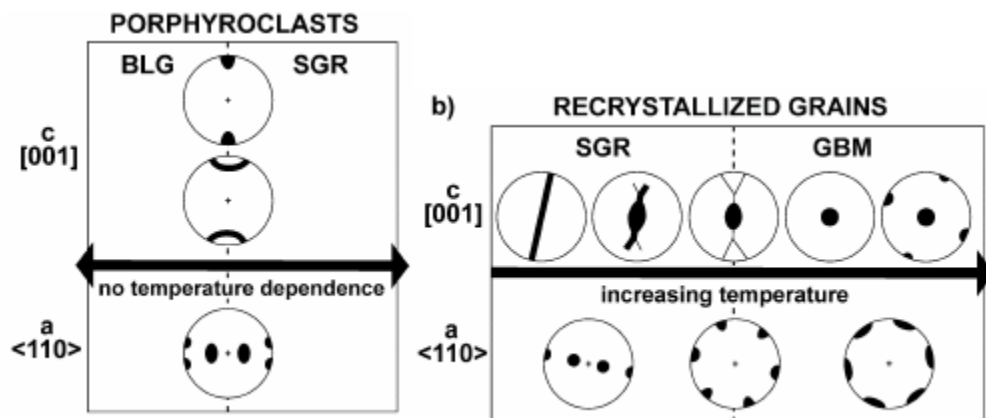 PORPHYROCLASTS
BLG SGR
c
[001]
no temperature dependence
a
<110>
b) RECRYSTALLIZED GRAINS
SGR GBM
c
[001]
increasing temperature
a
<110>